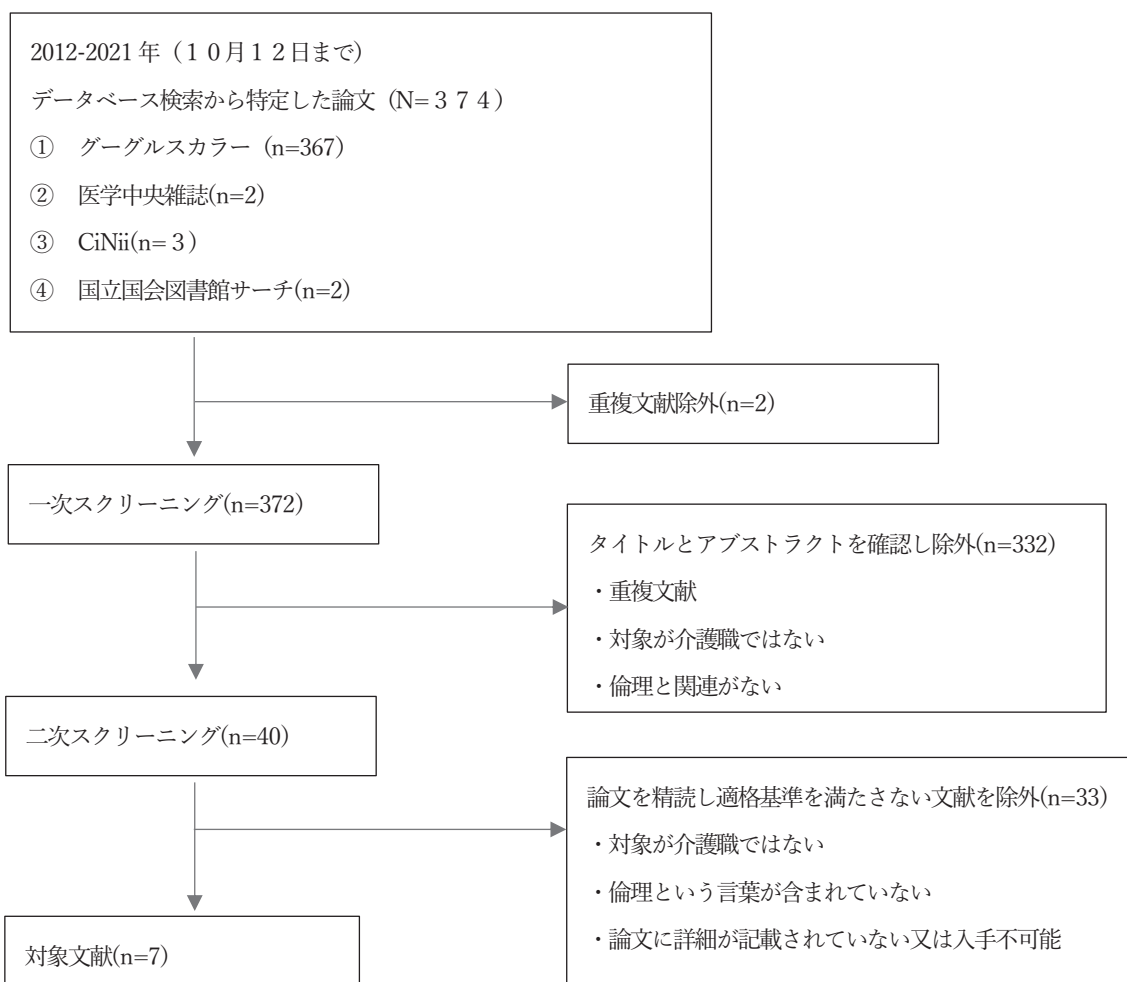 2012-2021 年（１０月１２日まで）
データベース検索から特定した論文（N=３７４）
① グーグルスカラー（n=367)
② 医学中央雑誌(n=2)
③ CiNii(n=３)
④ 国立国会図書館サーチ(n=2)
重複文献除外(n=2)
一次スクリーニング(n=372)
タイトルとアブストラクトを確認し除外(n=332)
・重複文献
・対象が介護職ではない
・倫理と関連がない
二次スクリーニング(n=40)
論文を精読し適格基準を満たさない文献を除外(n=33)
・対象が介護職ではない
・倫理という言葉が含まれていない
・論文に詳細が記載されていない又は入手不可能
対象文献(n=7)